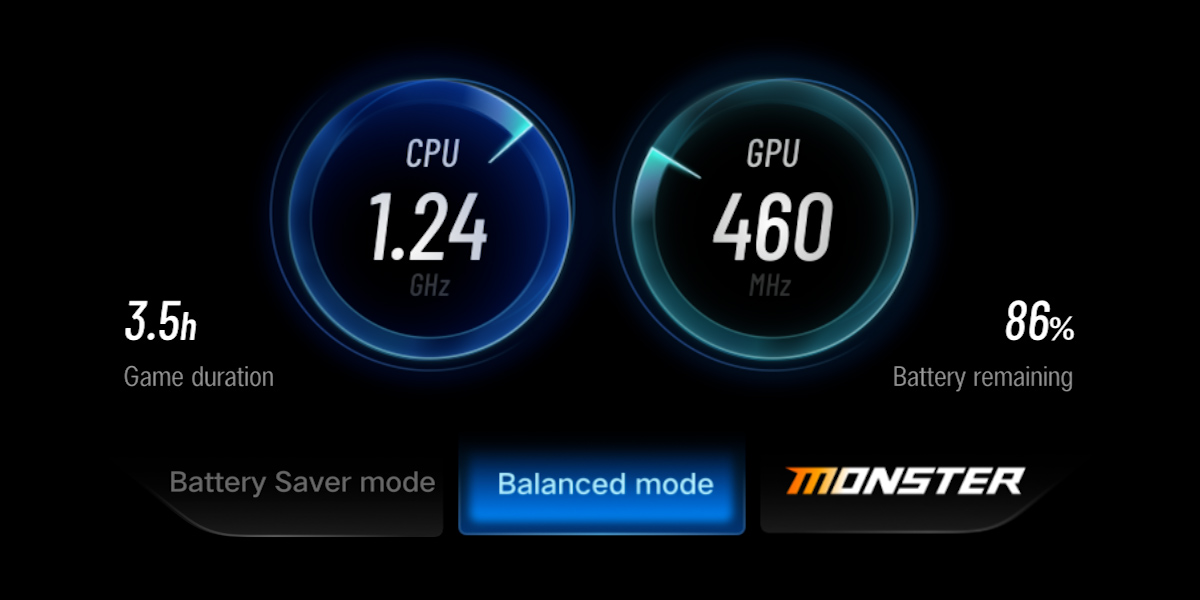 CPU
1.24
GHz
GPU
460
MHz
3.5h
Game duration
86%
Battery remaining
Battery Saver mode
Balanced mode
MONSTER